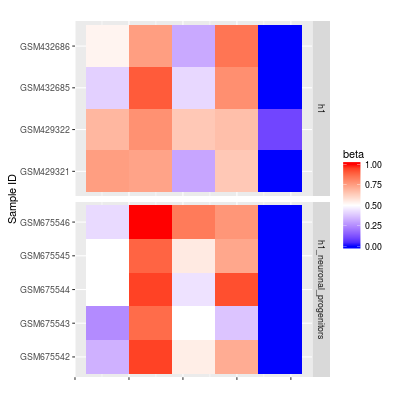 Sample ID
GSM432686
GSM432685
GSM429322
GSM429321
h1
GSM675546
GSM675545
GSM675544
GSM675543
GSM675542
h1_neuronal_progenitors
beta
1.00
0.75
0.50
0.25
0.00